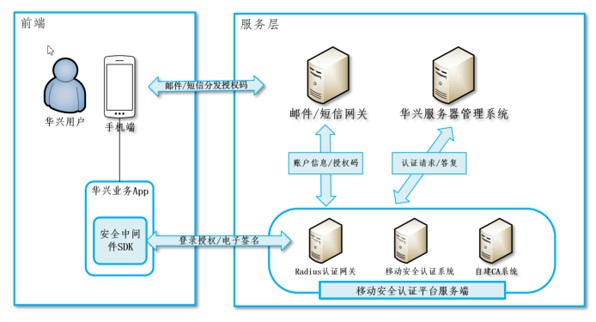 前端
服务层
华兴用户
手机端
邮件/短信分发授权码
邮件/短信网关
华兴服务器管理系统
账户信息/授权码
认证请求/答复
华兴业务App
安全中间
件SDK
登录授权/电子签名
Radius认证网关
移动安全认证系统
自建CA系统
移动安全认证平台服务端